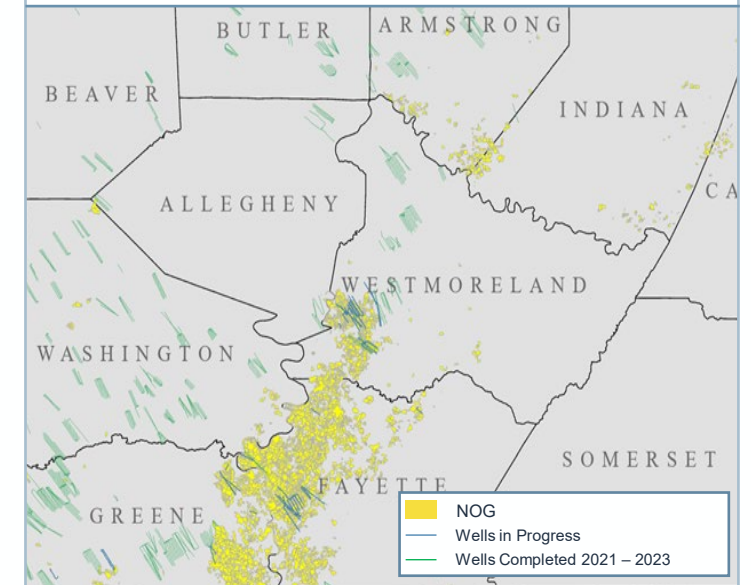 BUTLER
ARMSTRONG
BEAVER
INDIANA
CA
ALLEGHENY
WESTMORELAND
WASHINGTON
SOMERSET
FAYETTE
GREENE
NOG
Wells in Progress
Wells Completed 2021 – 2023